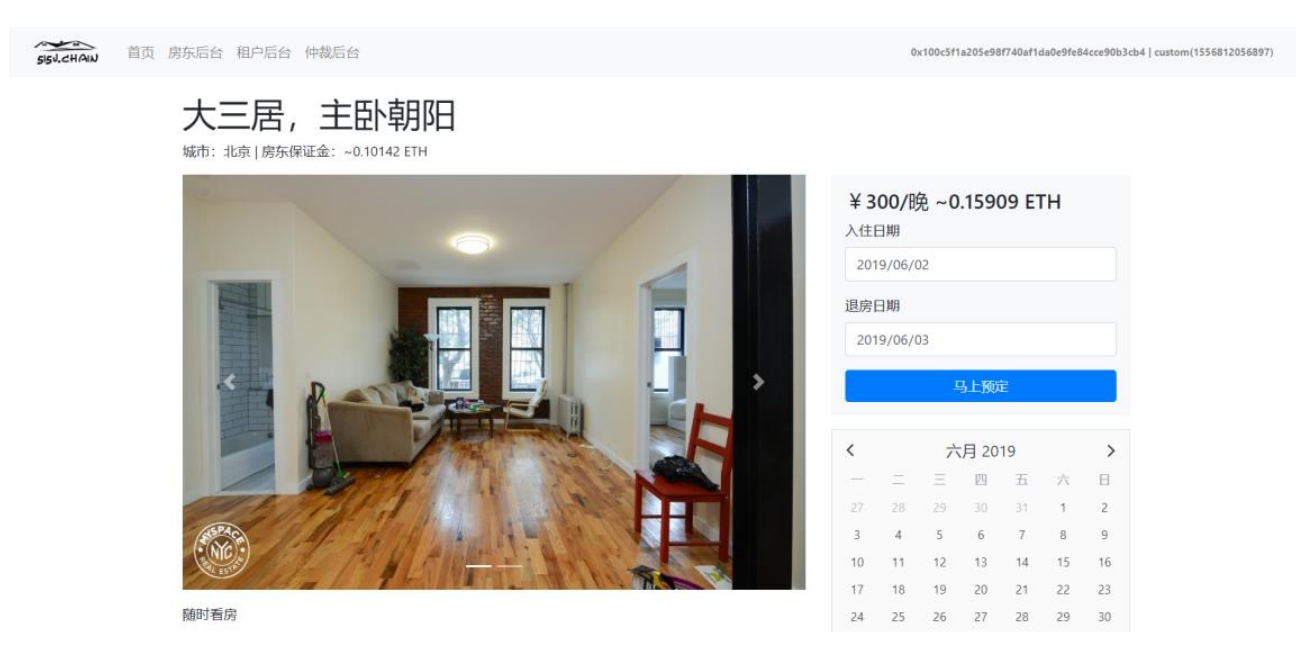 SISU.CHAIN
首页 房东后台 租户后台 仲裁后台
0x100c5f1a205e98f740af1da0e9fe84cce90b3cb4 | custom(1556812056897)
大三居，主卧朝阳
城市：北京 | 房东保证金：~0.10142 ETH
¥300/晚 ~0.15909 ETH
入住日期
2019/06/02
退房日期
2019/06/03
马上预定
MYSPACE
NYC
REAL ESTATE
随时看房
六月 2019
一 二 三 四 五 六 日
27 28 29 30 31 1 2
3 4 5 6 7 8 9
10 11 12 13 14 15 16
17 18 19 20 21 22 23
24 25 26 27 28 29 30